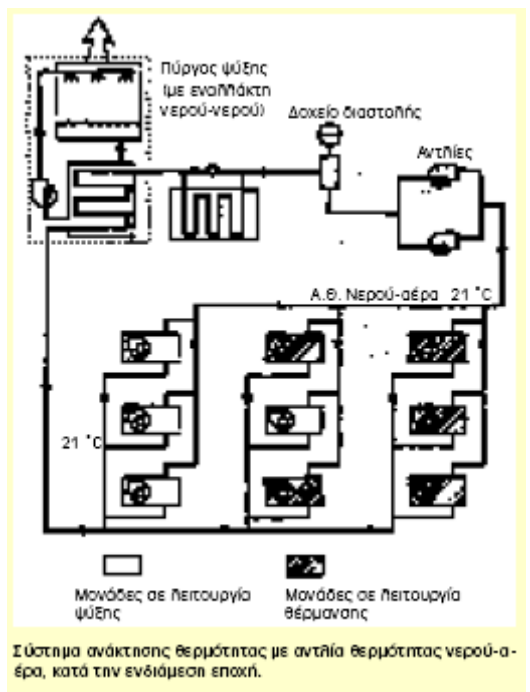 Πύργος ψύξης
(με εναλλάκτη
νερού-νερού)
Δοχείο διαστολής
Αντλίες
Α.Θ. Νερού-αέρα 21 °C
21 °C
Μονάδες σε λειτουργία
ψύξης
Μονάδες σε λειτουργία
θέρμανσης
Σύστημα ανάκτησης θερμότητας με αντλία θερμότητας νερού-α-
έρα, κατά την ενδιάμεση εποχή.